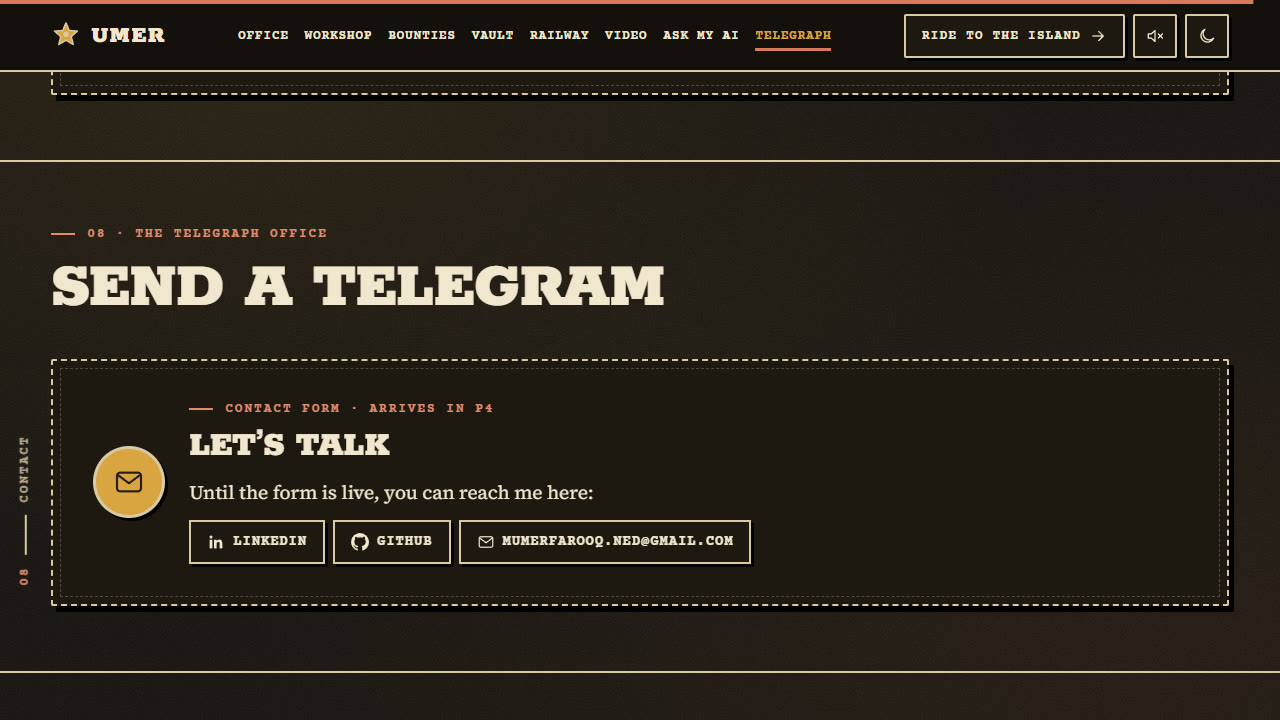 UMER
OFFICE WORKSHOP BOUNTIES VAULT RAILWAY VIDEO ASK MY AI TELEGRAPH
RIDE TO THE ISLAND →
08 · THE TELEGRAPH OFFICE
SEND A TELEGRAM
CONTACT FORM · ARRIVES IN P4
LET'S TALK
Until the form is live, you can reach me here:
LINKEDIN GITHUB MUMERFAROOQ.NED@GMAIL.COM
08 — CONTACT